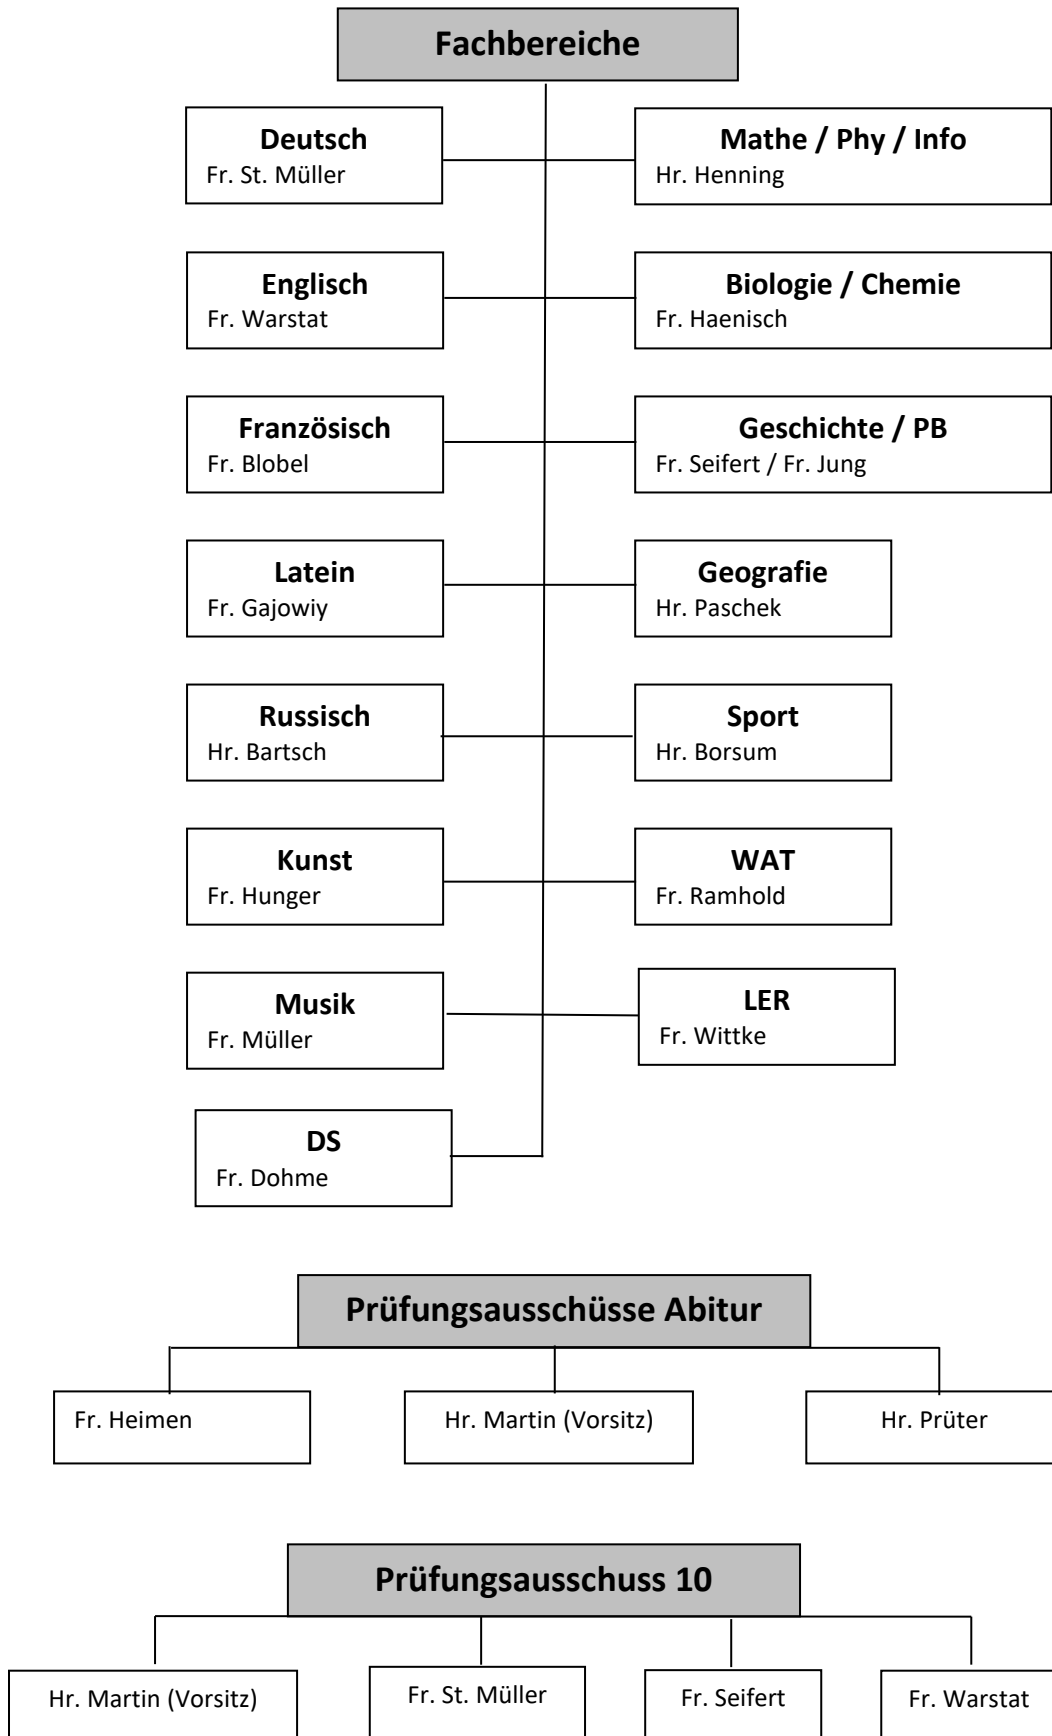 Fachbereiche
Deutsch
Fr. St. Müller
Mathe / Phy / Info
Hr. Henning
Englisch
Fr. Warstat
Biologie / Chemie
Fr. Haenisch
Französisch
Fr. Blobel
Geschichte / PB
Fr. Seifert / Fr. Jung
Latein
Fr. Gajowiy
Geografie
Hr. Paschek
Russisch
Hr. Bartsch
Sport
Hr. Borsum
Kunst
Fr. Hunger
WAT
Fr. Ramhold
Musik
Fr. Müller
LER
Fr. Wittke
DS
Fr. Dohme
Prüfungsausschüsse Abitur
Fr. Heimen
Hr. Martin (Vorsitz)
Hr. Prüter
Prüfungsausschuss 10
Hr. Martin (Vorsitz)
Fr. St. Müller
Fr. Seifert
Fr. Warstat